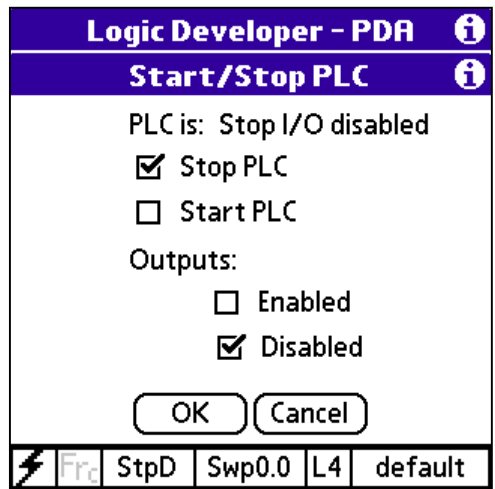 Logic Developer - PDA
Start/Stop PLC
PLC is: Stop I/O disabled
Stop PLC
Start PLC
Outputs:
Enabled
Disabled
OK Cancel
Frc StpD Swp0.0 L4 default